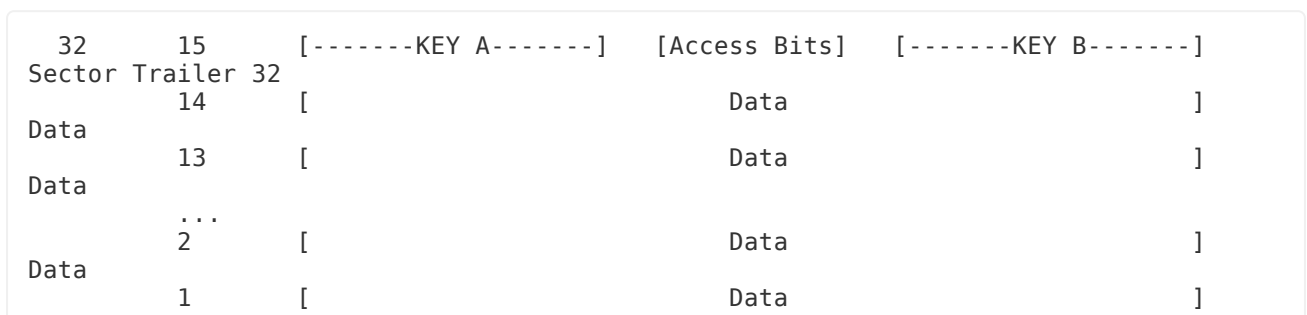 32      15      [-------KEY A-------]   [Access Bits]   [-------KEY B-------]
Sector Trailer 32
14      [                            Data                            ]
Data
13      [                            Data                            ]
Data
...
2       [                            Data                            ]
Data
1       [                            Data                            ]